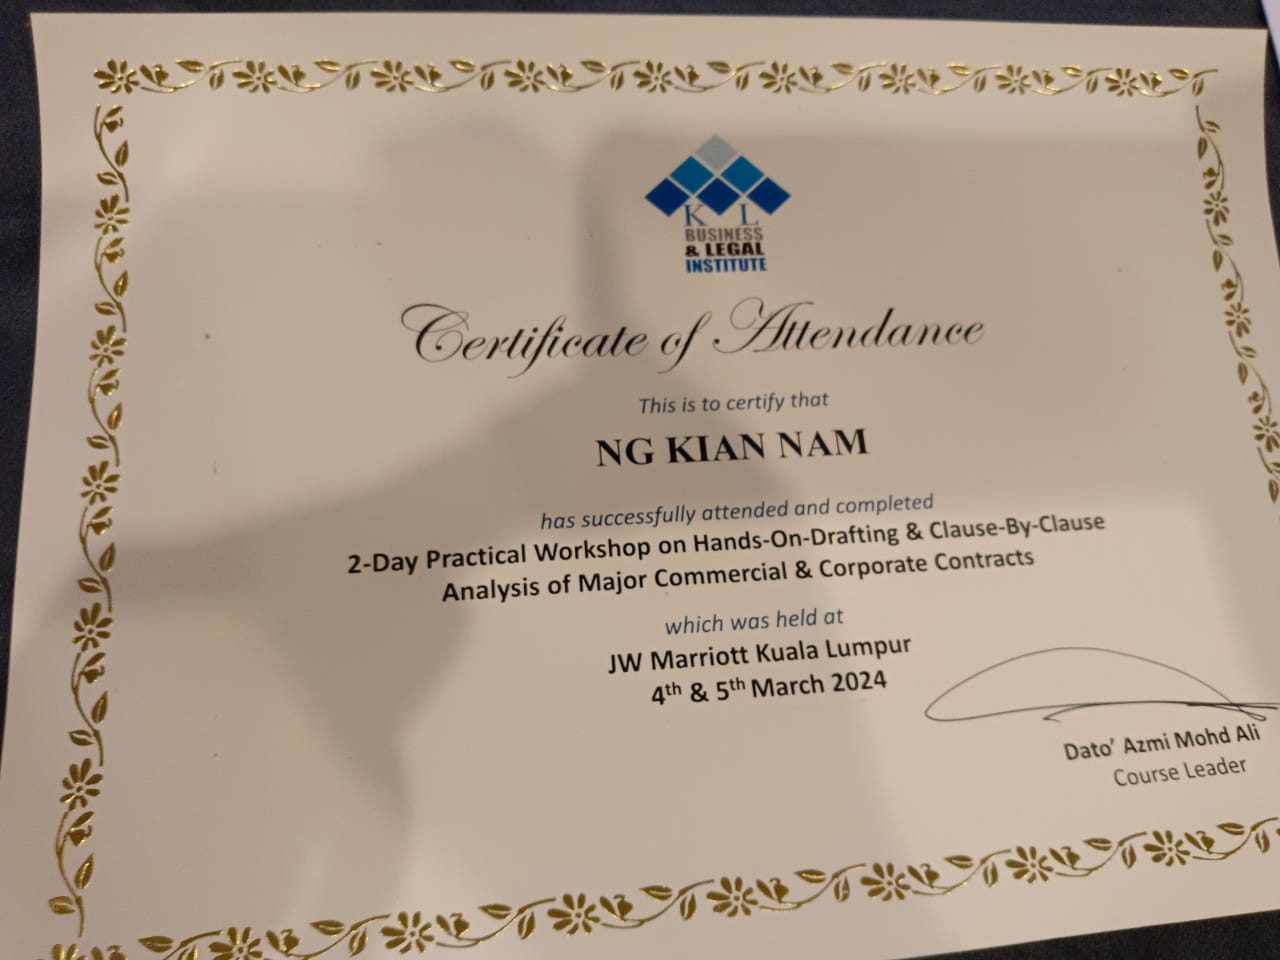 K L
BUSINESS
& LEGAL
INSTITUTE
Certificate of Attendance
This is to certify that
NG KIAN NAM
has successfully attended and completed
2-Day Practical Workshop on Hands-On-Drafting & Clause-By-Clause
Analysis of Major Commercial & Corporate Contracts
which was held at
JW Marriott Kuala Lumpur
4th & 5th March 2024
Dato' Azmi Mohd Ali
Course Leader